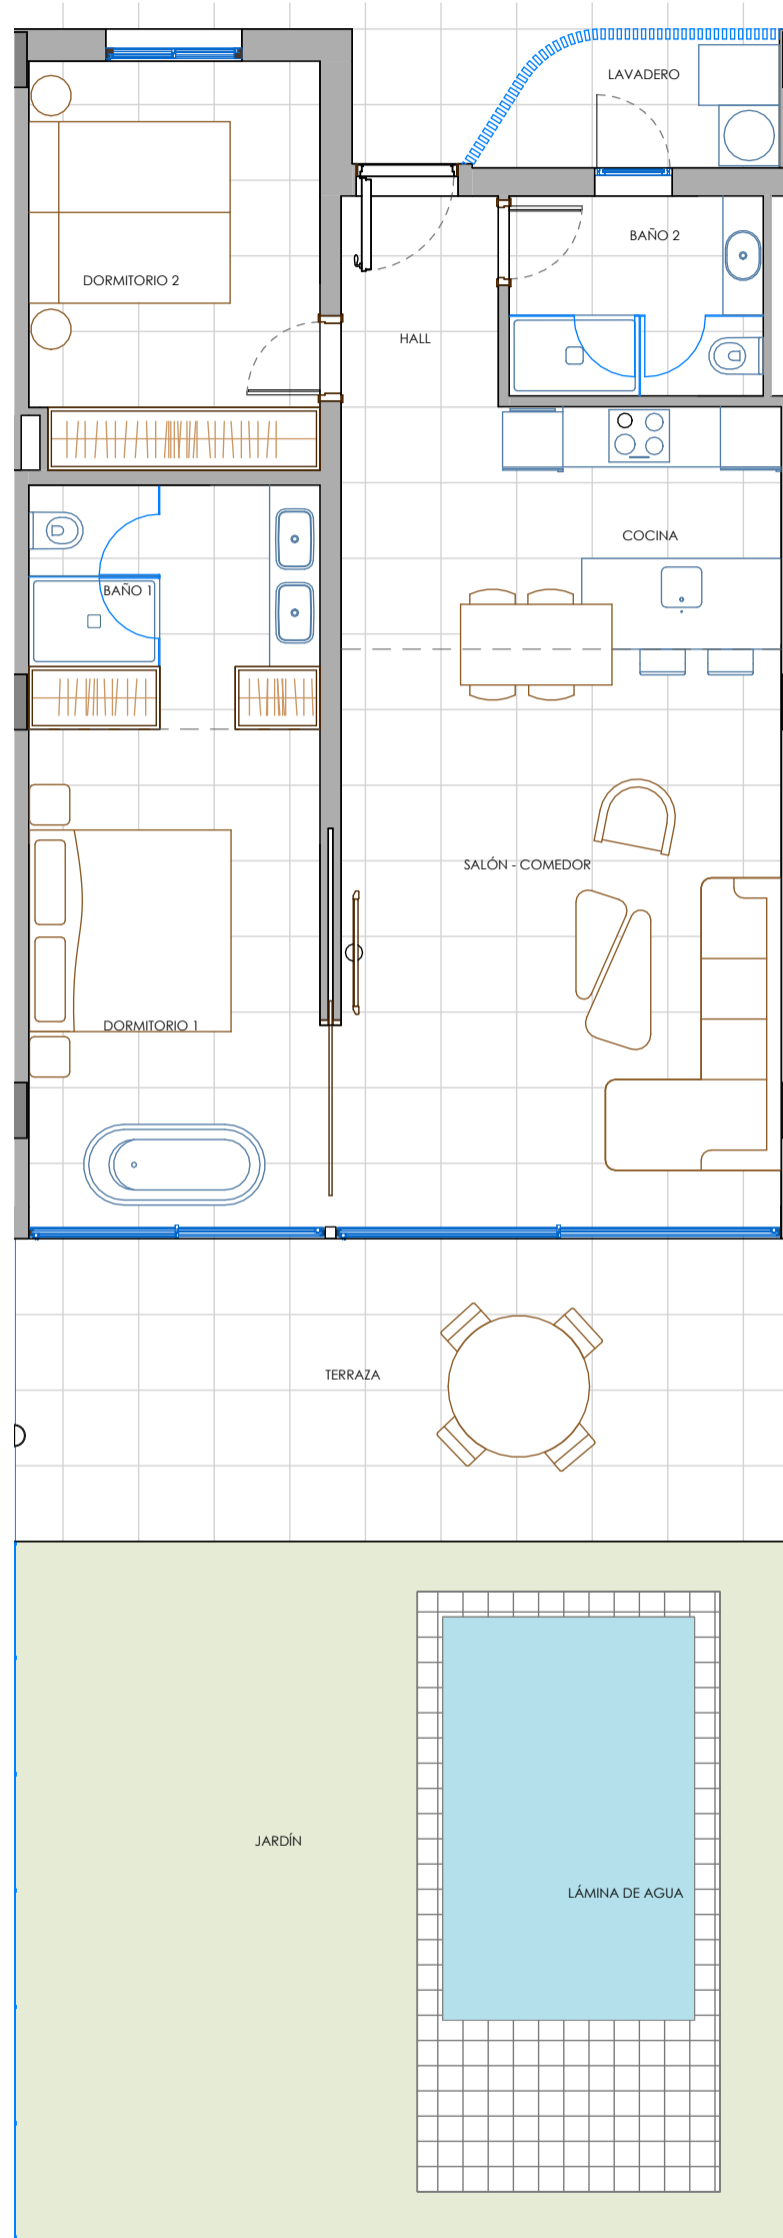 LAVADERO
BAÑO 2
DORMITORIO 2
HALL
COCINA
BAÑO 1
SALÓN - COMEDOR
DORMITORIO 1
TERRAZA
JARDÍN
LÁMINA DE AGUA